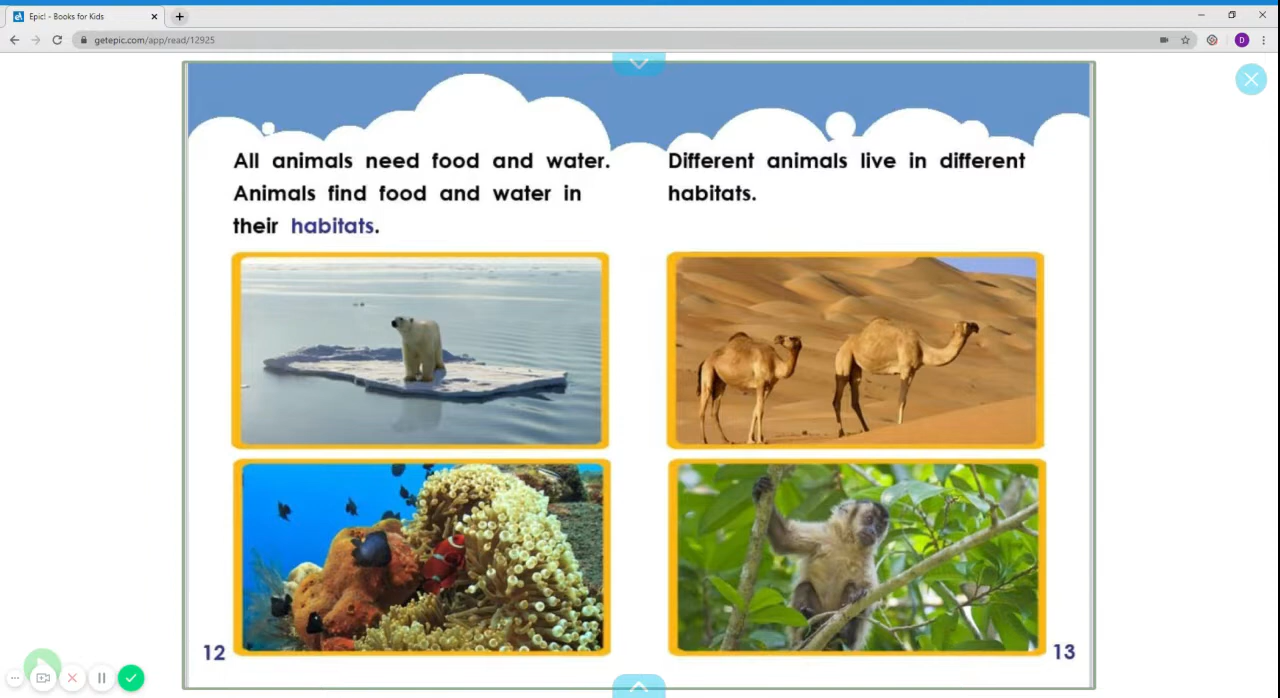 Epic! - Books for Kids
getepic.com/app/read/12925
D
All animals need food and water.
Animals find food and water in
their habitats.
Different animals live in different
habitats.
12
13